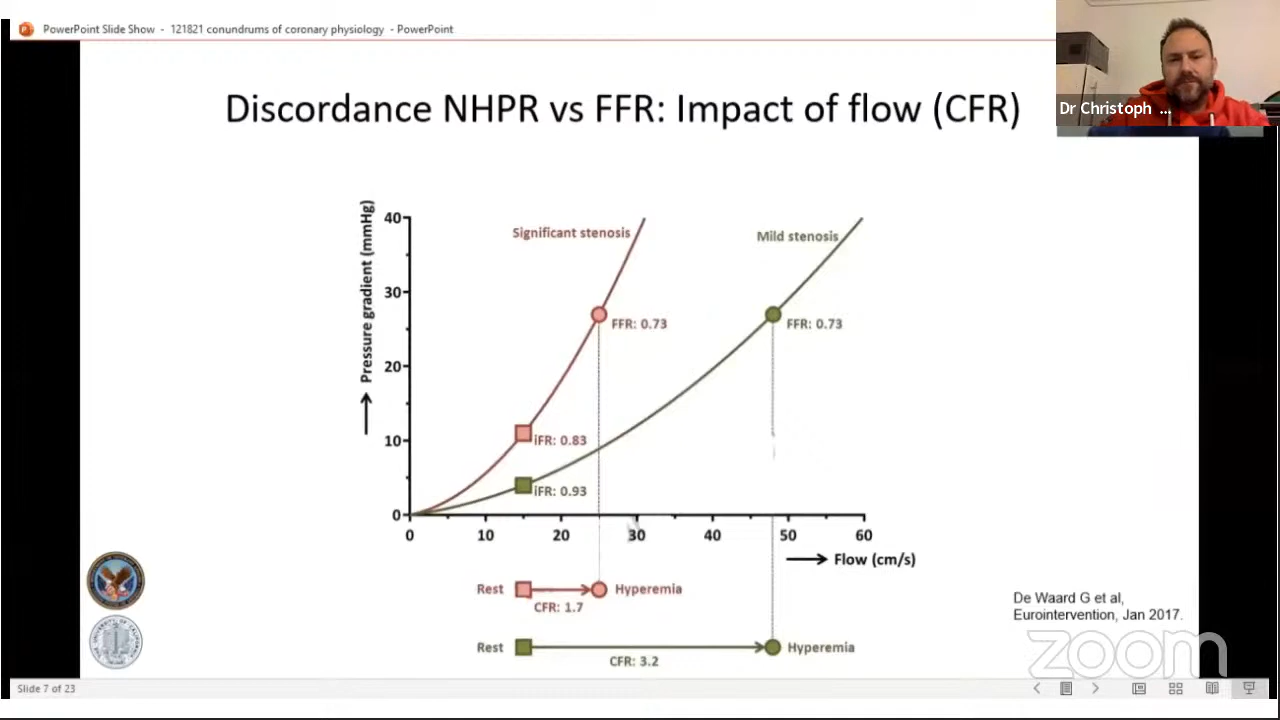 PowerPoint Slide Show - 121821 conundrums of coronary physiology - PowerPoint
Dr Christoph ...
Discordance NHPR vs FFR: Impact of flow (CFR)
Pressure gradient (mmHg)
40
30
20
10
0
Significant stenosis
Mild stenosis
FFR: 0.73
FFR: 0.73
iFR: 0.83
iFR: 0.93
0 10 20 30 40 50 60
Flow (cm/s)
Rest
Hyperemia
CFR: 1.7
Rest
Hyperemia
CFR: 3.2
De Waard G et al,
Eurointervention, Jan 2017.
zoom
Slide 7 of 23